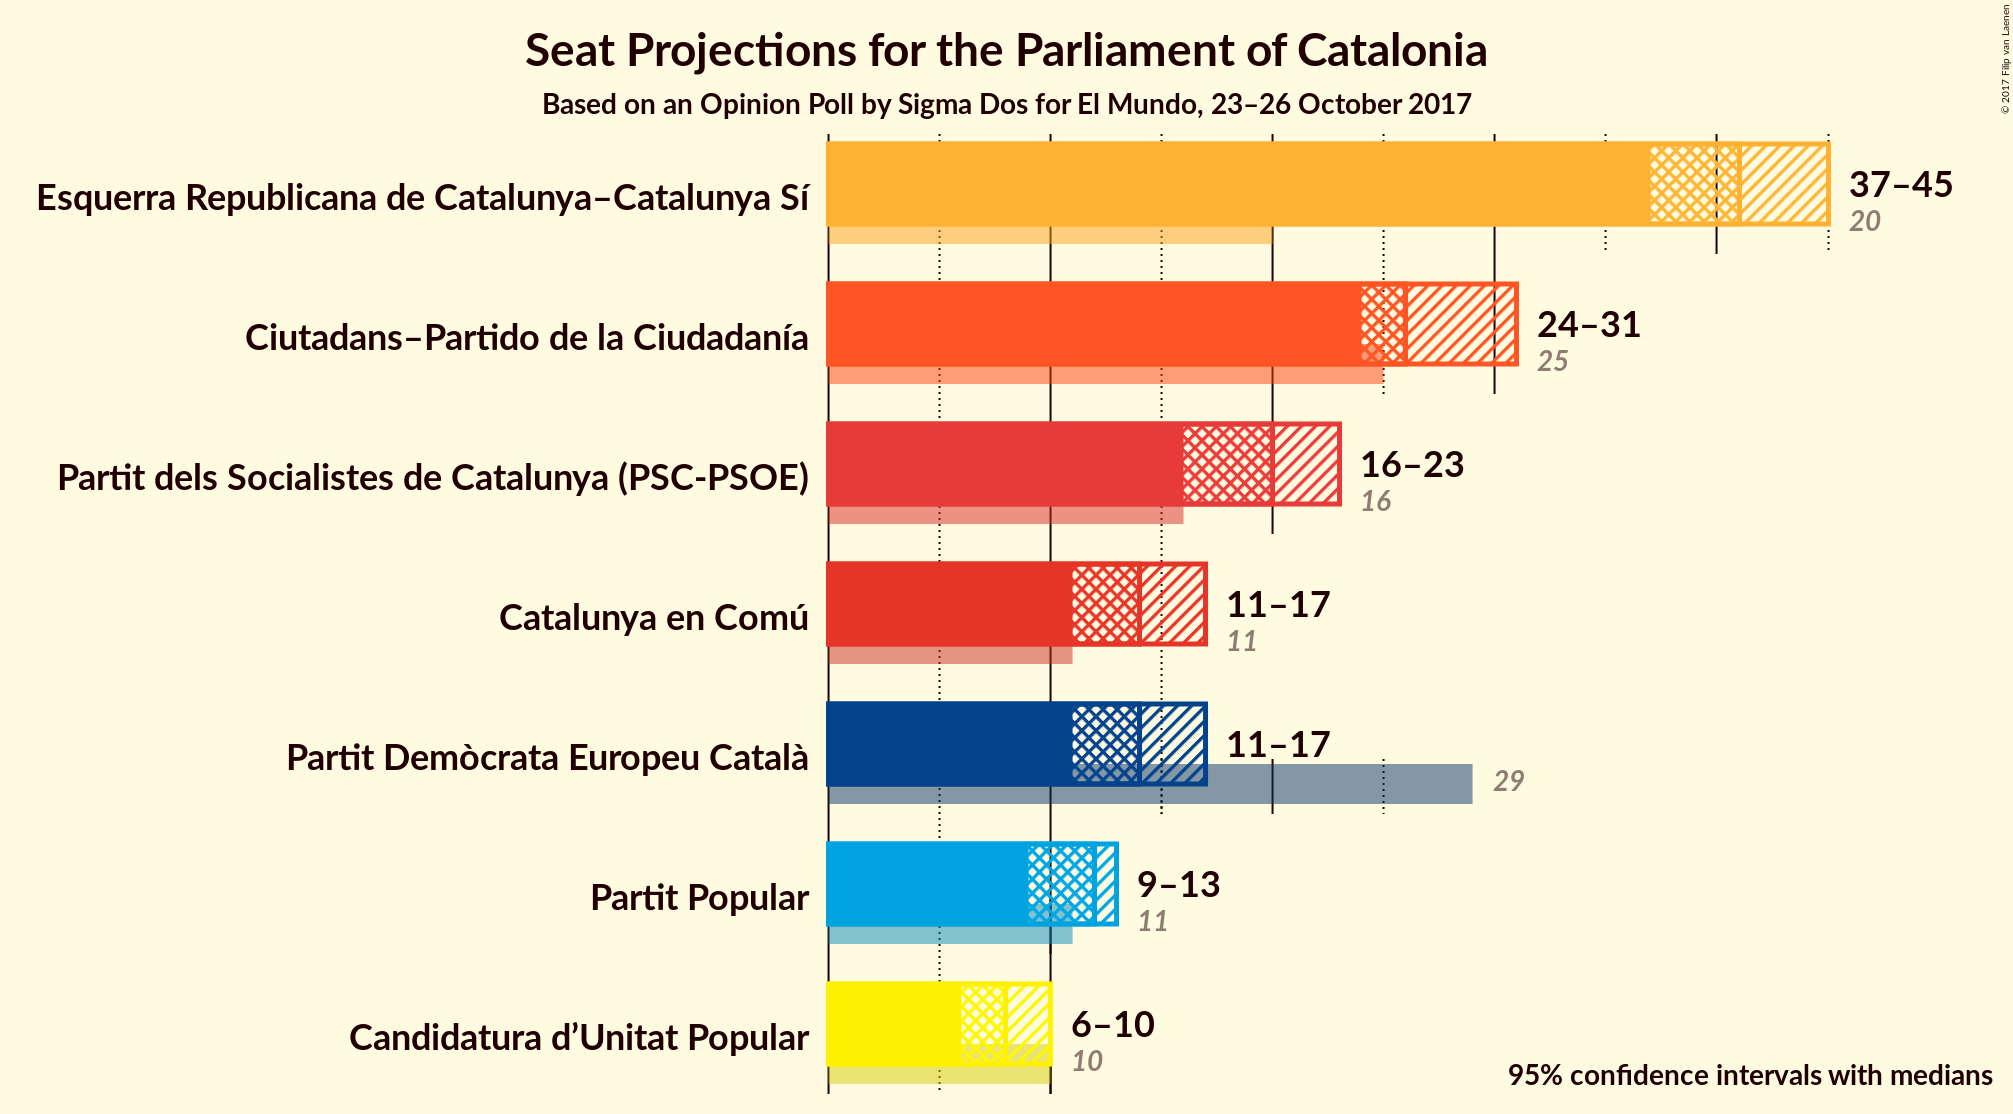 Seat Projections for the Parliament of Catalonia
Based on an Opinion Poll by Sigma Dos for El Mundo, 23–26 October 2017
© 2017 Filip van Laenen
Esquerra Republicana de Catalunya–Catalunya Sí
37–45
20
Ciutadans–Partido de la Ciudadanía
24–31
25
Partit dels Socialistes de Catalunya (PSC-PSOE)
16–23
16
Catalunya en Comú
11–17
11
Partit Demòcrata Europeu Català
11–17
29
Partit Popular
9–13
11
Candidatura d’Unitat Popular
6–10
10
95% confidence intervals with medians